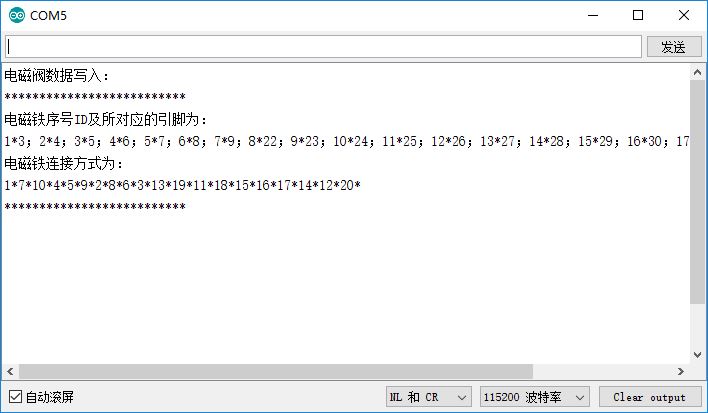 COM5
发送
电磁阀数据写入：
**************************
电磁铁序号ID及所对应的引脚为：
1*3; 2*4; 3*5; 4*6; 5*7; 6*8; 7*9; 8*22; 9*23; 10*24; 11*25; 12*26; 13*27; 14*28; 15*29; 16*30; 17
电磁铁连接方式为：
1*7*10*4*5*9*2*8*6*3*13*19*11*18*15*16*17*14*12*20*
**************************
自动滚屏 NL 和 CR 115200 波特率 Clear output